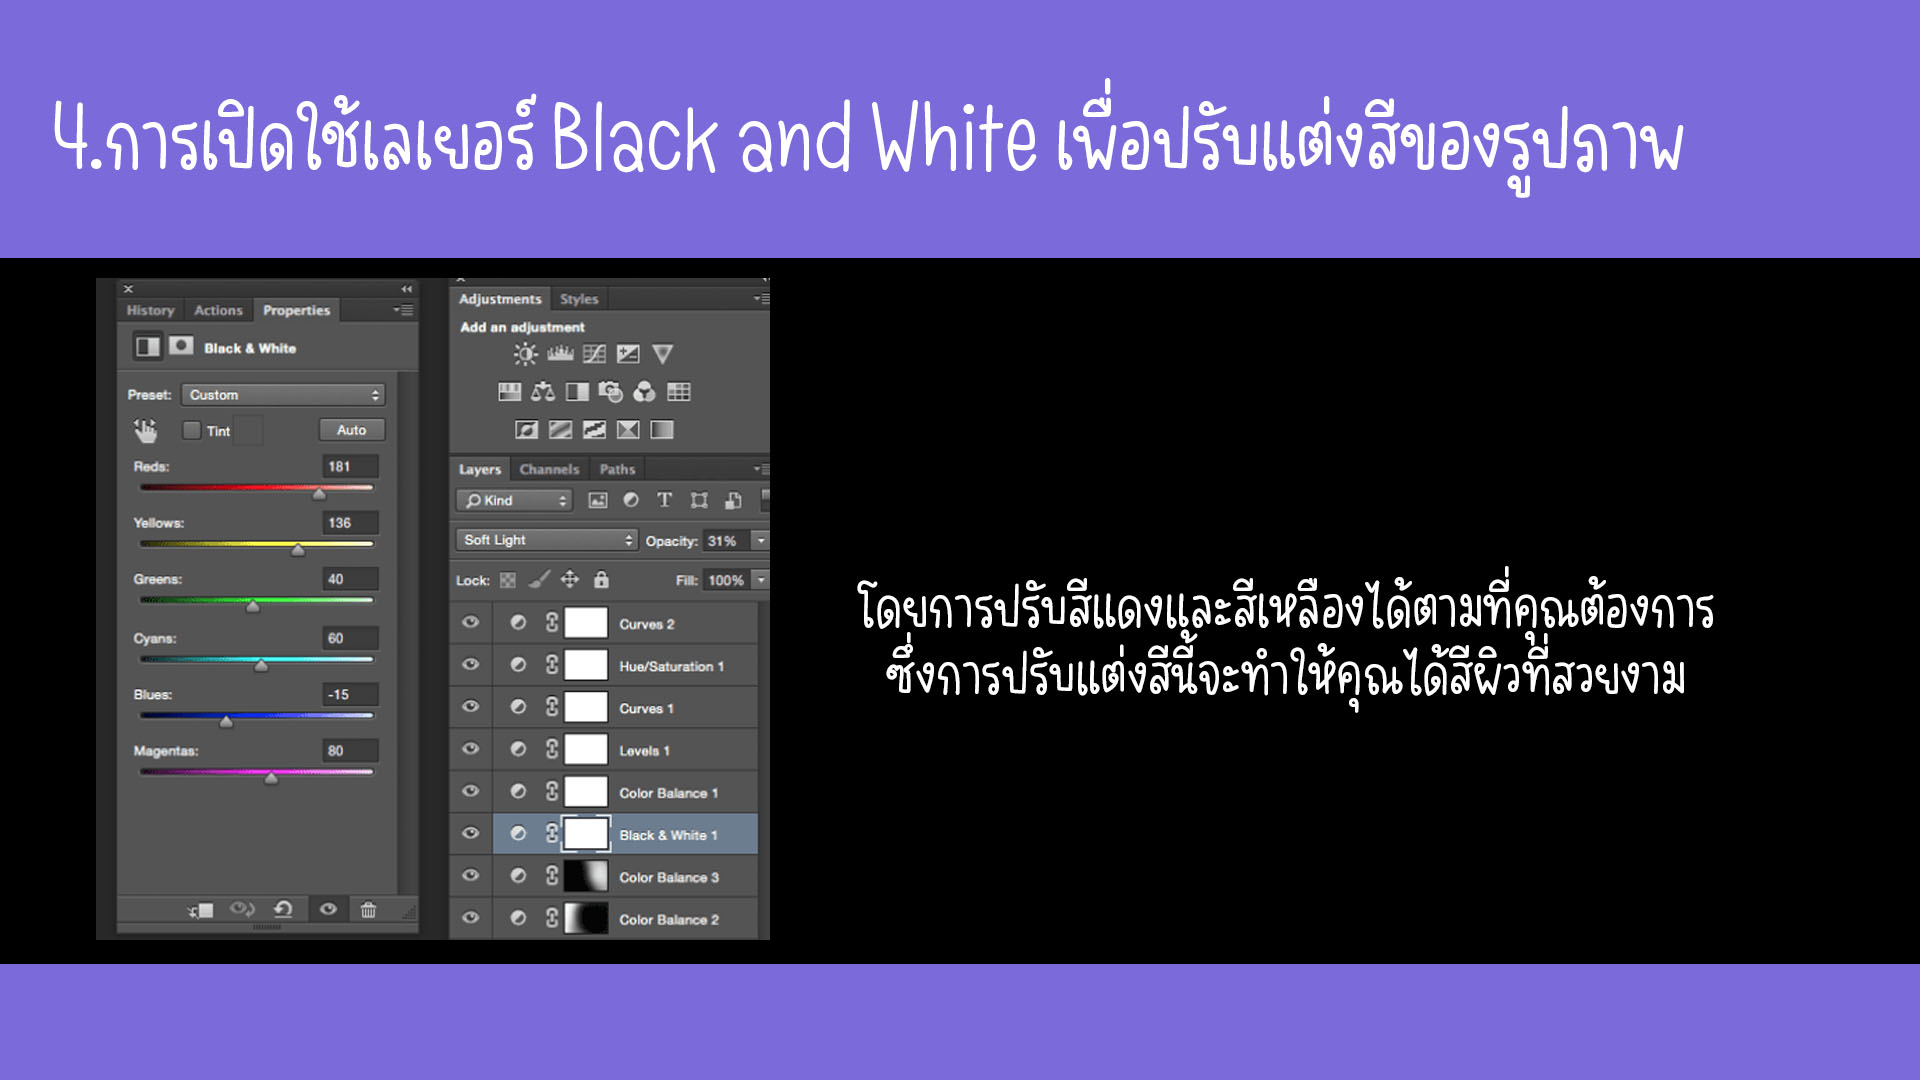 4.การเปิดใช้เลเยอร์ Black and White เพื่อปรับแต่งสีของรูปภาพ
History Actions Properties
Black & White
Preset: Custom
Tint Auto
Reds: 181
Yellows: 136
Greens: 40
Cyans: 60
Blues: -15
Magentas: 80
Adjustments Styles
Add an adjustment
Layers Channels Paths
Kind
Soft Light Opacity: 31%
Lock: Fill: 100%
Curves 2
Hue/Saturation 1
Curves 1
Levels 1
Color Balance 1
Black & White 1
Color Balance 3
Color Balance 2
โดยการปรับสีแดงและสีเหลืองได้ตามที่คุณต้องการ
ซึ่งการปรับแต่งสีนี้จะทำให้คุณได้สีผิวที่สวยงาม